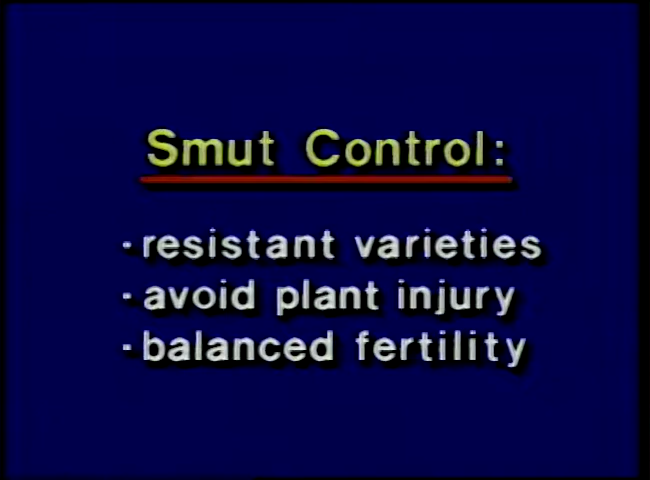 Smut Control:
·resistant varieties
·avoid plant injury
·balanced fertility